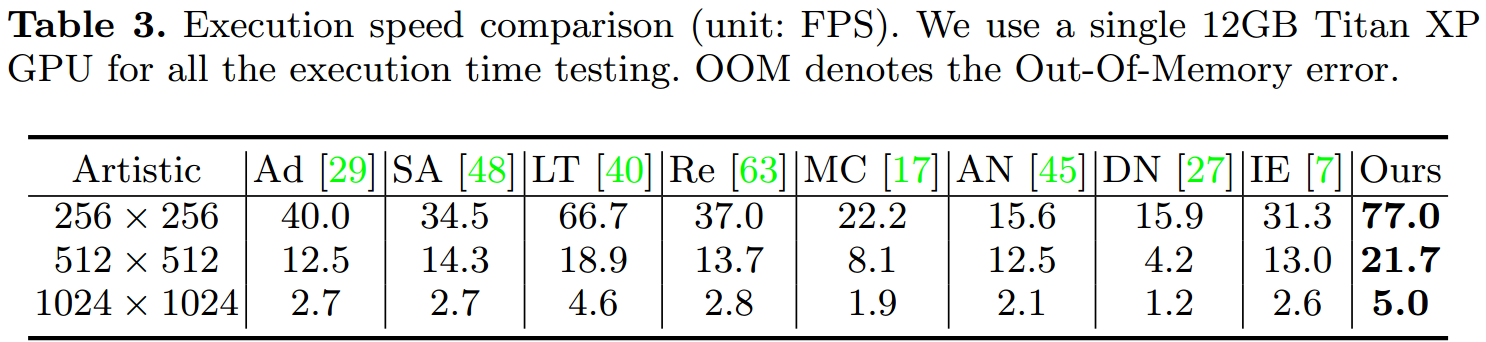 Table 3. Execution speed comparison (unit: FPS). We use a single 12GB Titan XP
GPU for all the execution time testing. OOM denotes the Out-Of-Memory error.
Artistic Ad [29] SA [48] LT [40] Re [63] MC [17] AN [45] DN [27] IE [7] Ours
256 × 256 40.0 34.5 66.7 37.0 22.2 15.6 15.9 31.3 77.0
512 × 512 12.5 14.3 18.9 13.7 8.1 12.5 4.2 13.0 21.7
1024 × 1024 2.7 2.7 4.6 2.8 1.9 2.1 1.2 2.6 5.0